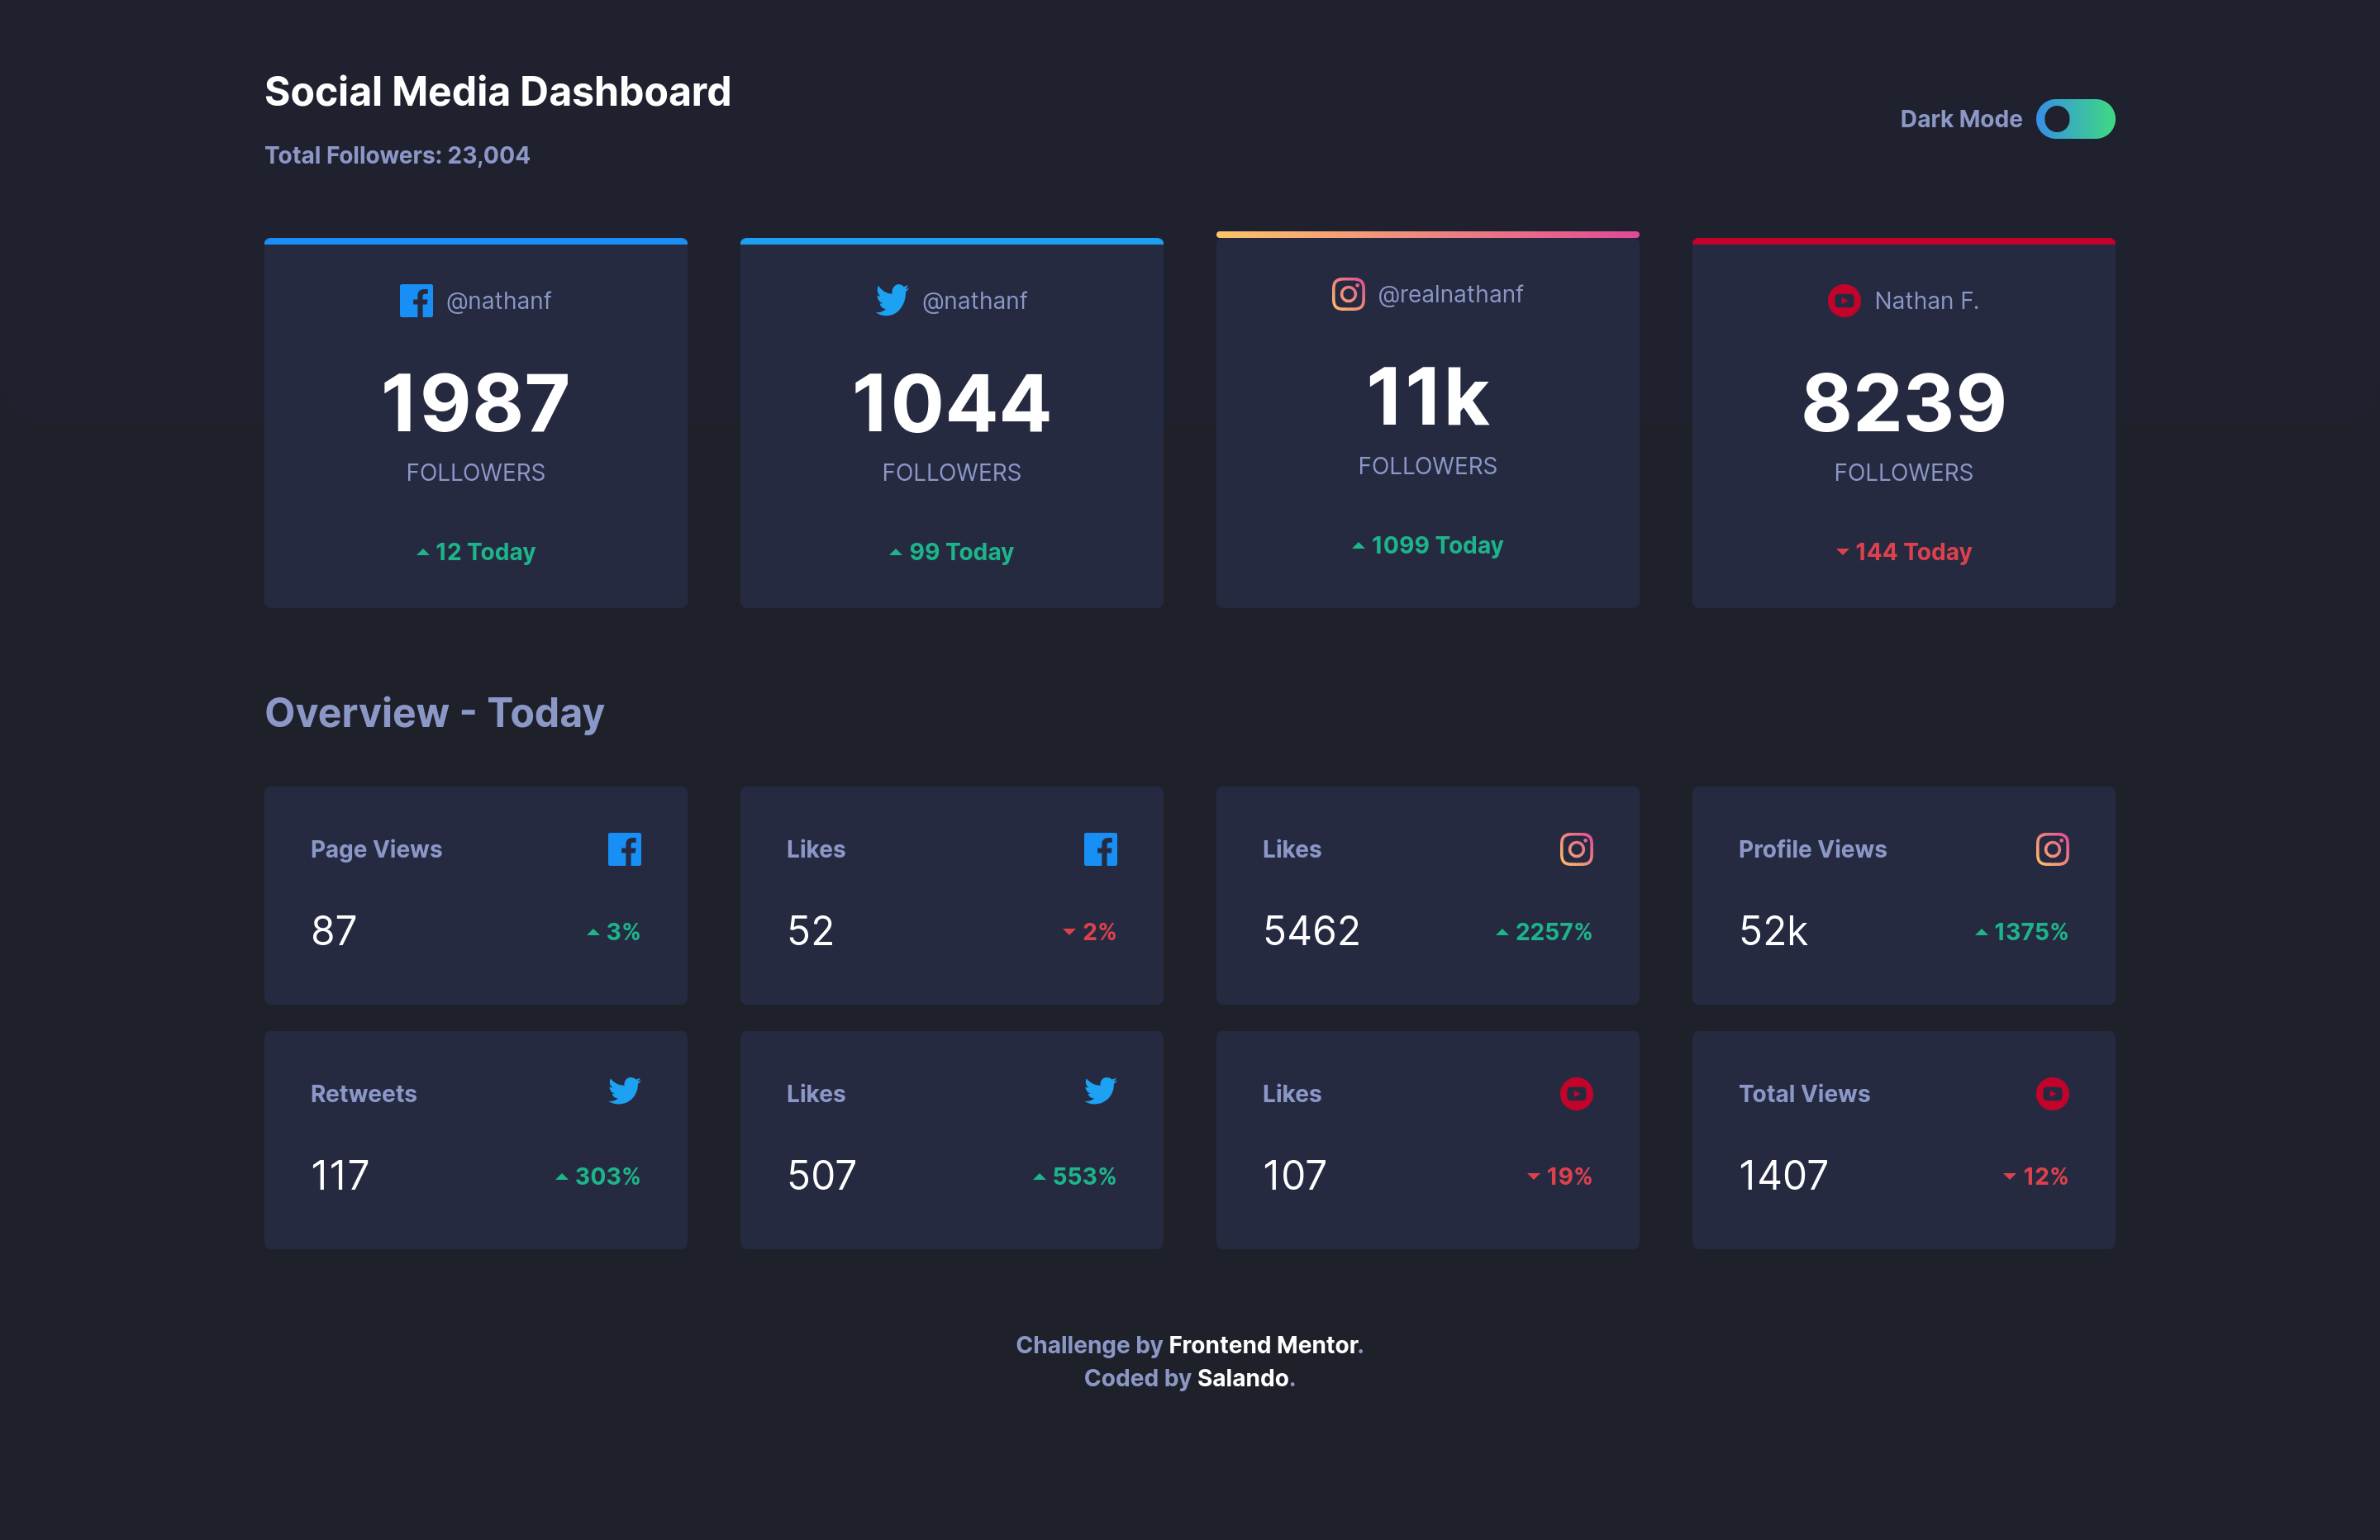 Social Media Dashboard
Total Followers: 23,004
Dark Mode
@nathanf
1987
FOLLOWERS
12 Today
@nathanf
1044
FOLLOWERS
99 Today
@realnathanf
11k
FOLLOWERS
1099 Today
Nathan F.
8239
FOLLOWERS
144 Today
Overview - Today
Page Views
87
3%
Likes
52
2%
Likes
5462
2257%
Profile Views
52k
1375%
Retweets
117
303%
Likes
507
553%
Likes
107
19%
Total Views
1407
12%
Challenge by Frontend Mentor.
Coded by Salando.